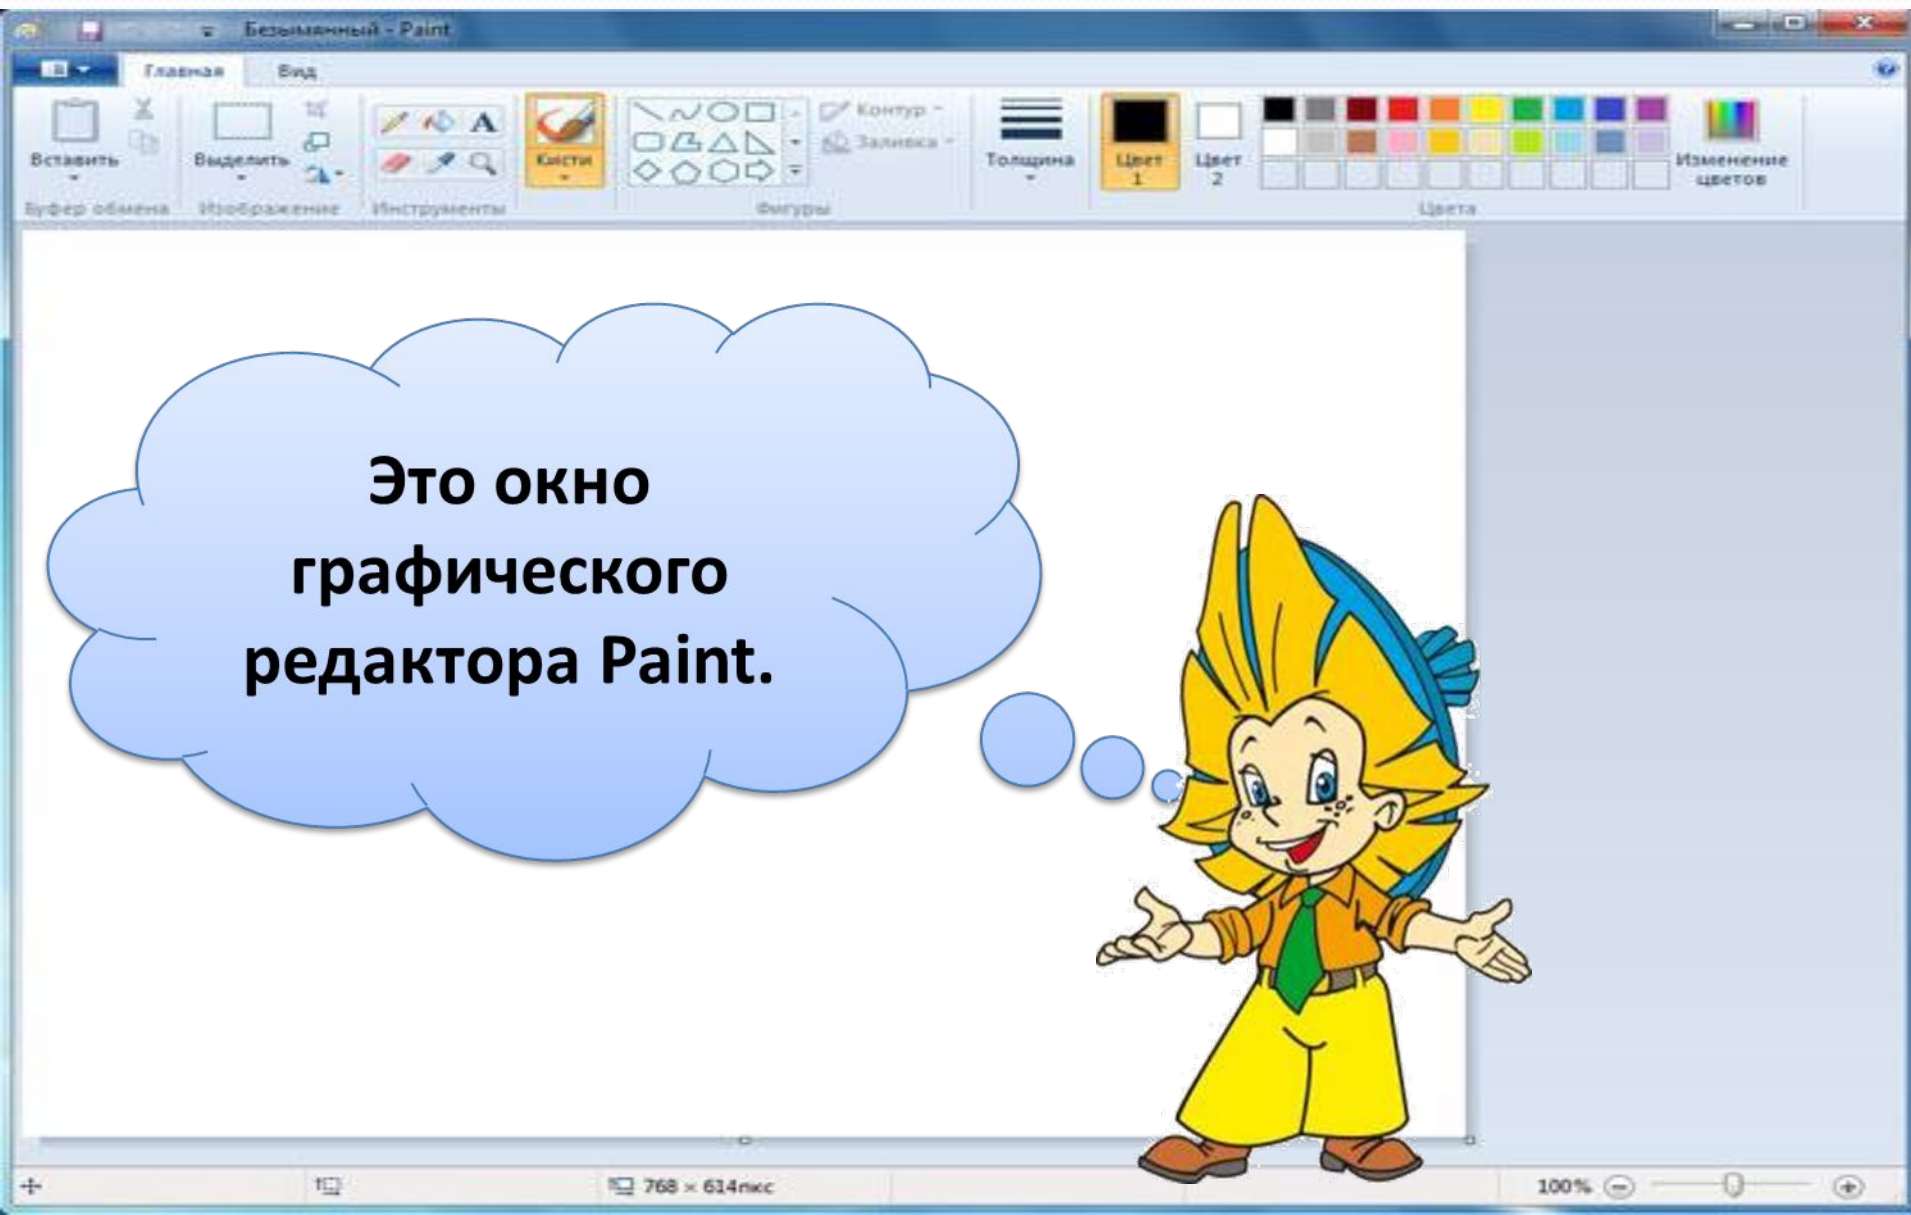 Безымянный - Paint
Главная Вид
Вставить
Выделить
A
Кисти
Контур
Заливка
Толщина
Цвет
1
Цвет
2
Изменение
цветов
Буфер обмена
Изображение
Инструменты
Фигуры
Цвета
Это окно
графического
редактора Paint.
768 × 614пкс
100%